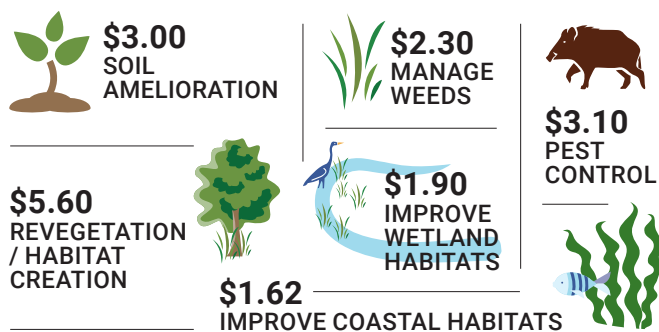 $3.00
SOIL
AMELIORATION
$2.30
MANAGE
WEEDS
$3.10
PEST
CONTROL
$5.60
REVEGETATION
/ HABITAT
CREATION
$1.90
IMPROVE
WETLAND
HABITATS
$1.62
IMPROVE COASTAL HABITATS